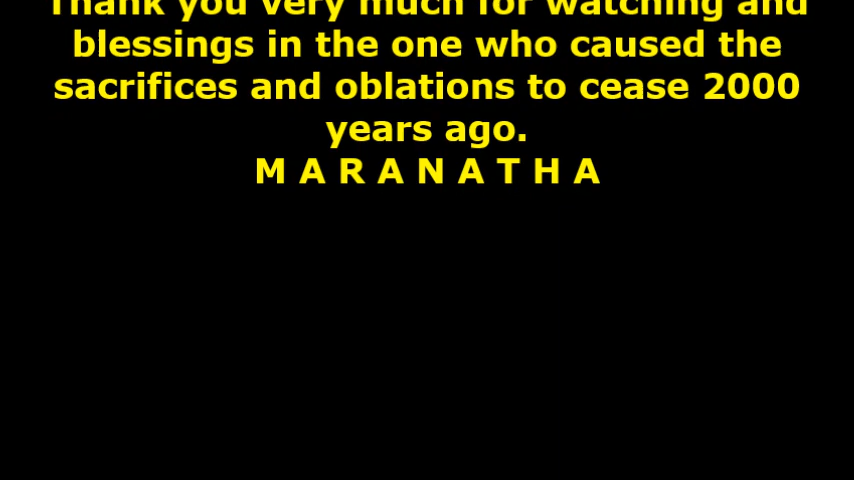 Thank you very much for watching and
blessings in the one who caused the
sacrifices and oblations to cease 2000
years ago.
M A R A N A T H A